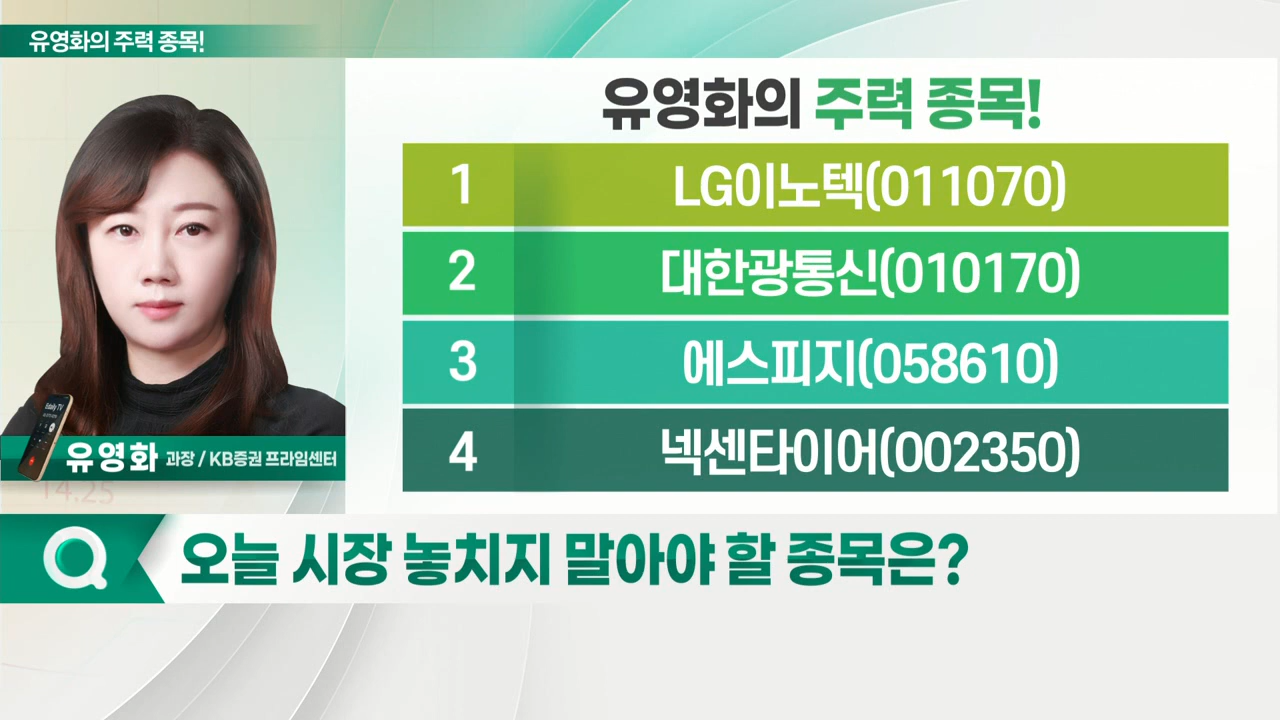 유영화의 주력 종목!
유영화의 주력 종목!
1 LG이노텍(011070)
2 대한광통신(010170)
3 에스피지(058610)
4 넥센타이어(002350)
Edaily TV
유영화 과장 / KB증권 프라임센터
14.25
Q 오늘 시장 놓치지 말아야 할 종목은?